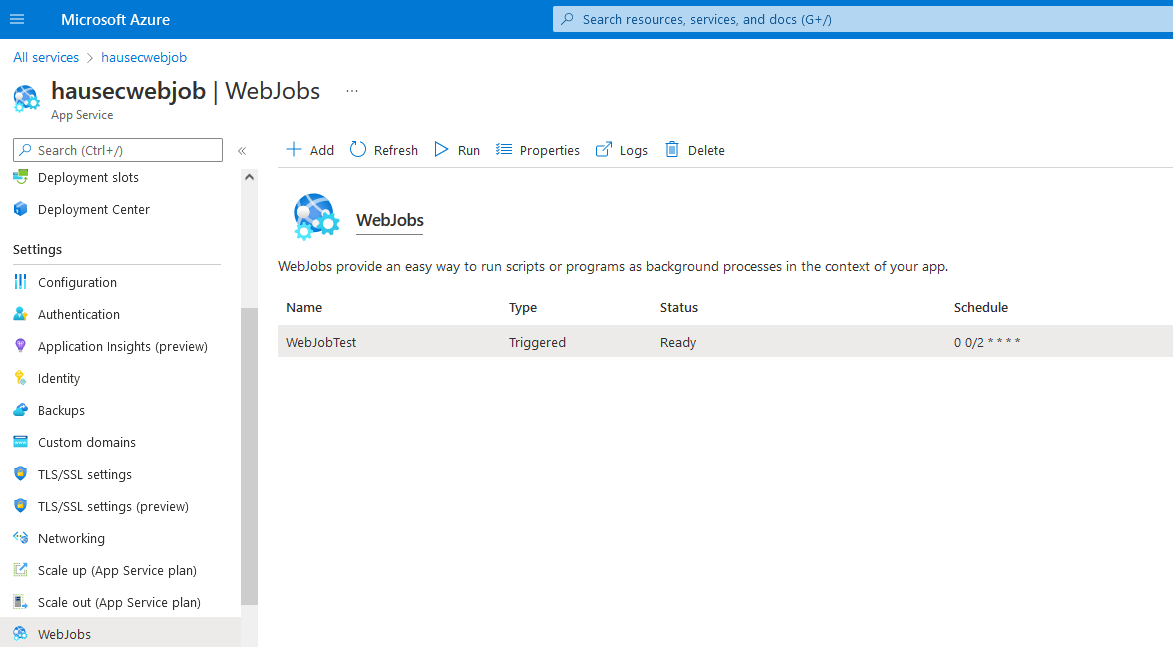 Microsoft Azure
Search resources, services, and docs (G+/)
All services > hausecwebjob
hausecwebjob | WebJobs ...
App Service
Search (Ctrl+/) «
Deployment slots
Deployment Center
Settings
Configuration
Authentication
Application Insights (preview)
Identity
Backups
Custom domains
TLS/SSL settings
TLS/SSL settings (preview)
Networking
Scale up (App Service plan)
Scale out (App Service plan)
WebJobs
Add Refresh Run Properties Logs Delete
WebJobs
WebJobs provide an easy way to run scripts or programs as background processes in the context of your app.
Name Type Status Schedule
WebJobTest Triggered Ready 0 0/2 * * * *